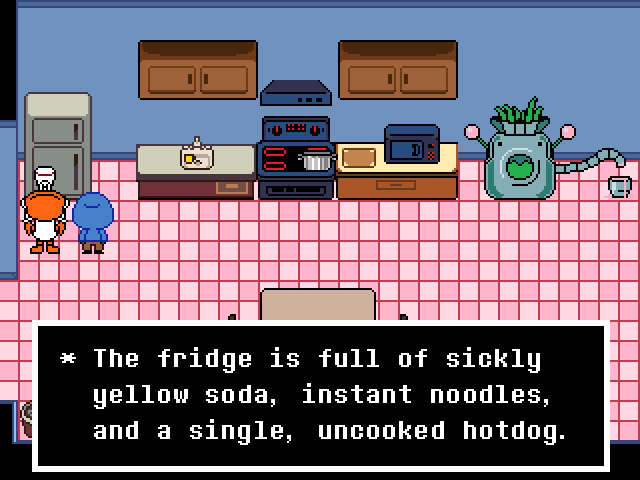 * The fridge is full of sickly
yellow soda, instant noodles,
and a single, uncooked hotdog.